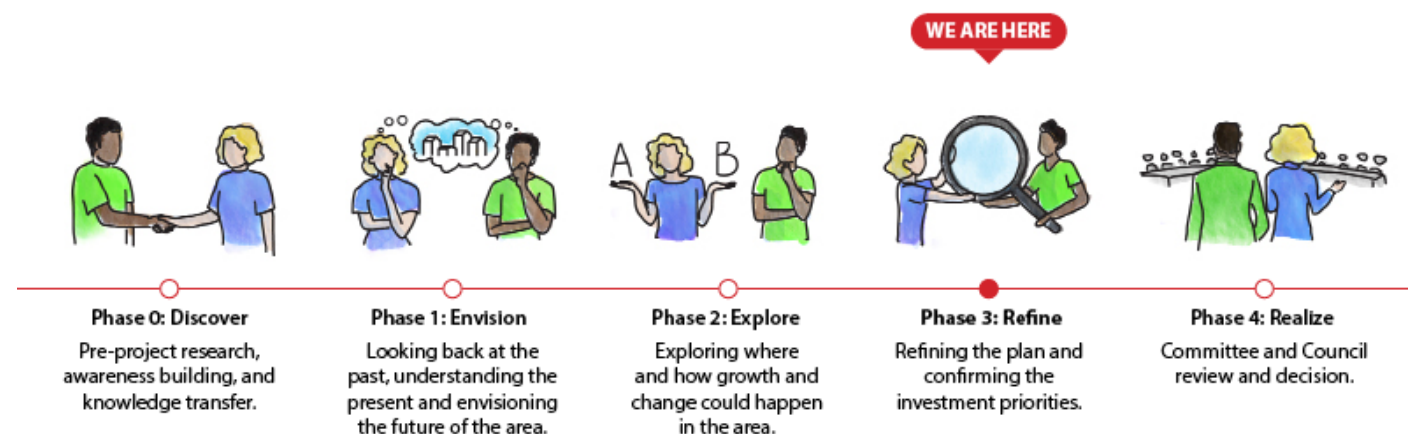 WE ARE HERE
A B
Phase 0: Discover
Pre-project research,
awareness building, and
knowledge transfer.
Phase 1: Envision
Looking back at the
past, understanding the
present and envisioning
the future of the area.
Phase 2: Explore
Exploring where
and how growth and
change could happen
in the area.
Phase 3: Refine
Refining the plan and
confirming the
investment priorities.
Phase 4: Realize
Committee and Council
review and decision.